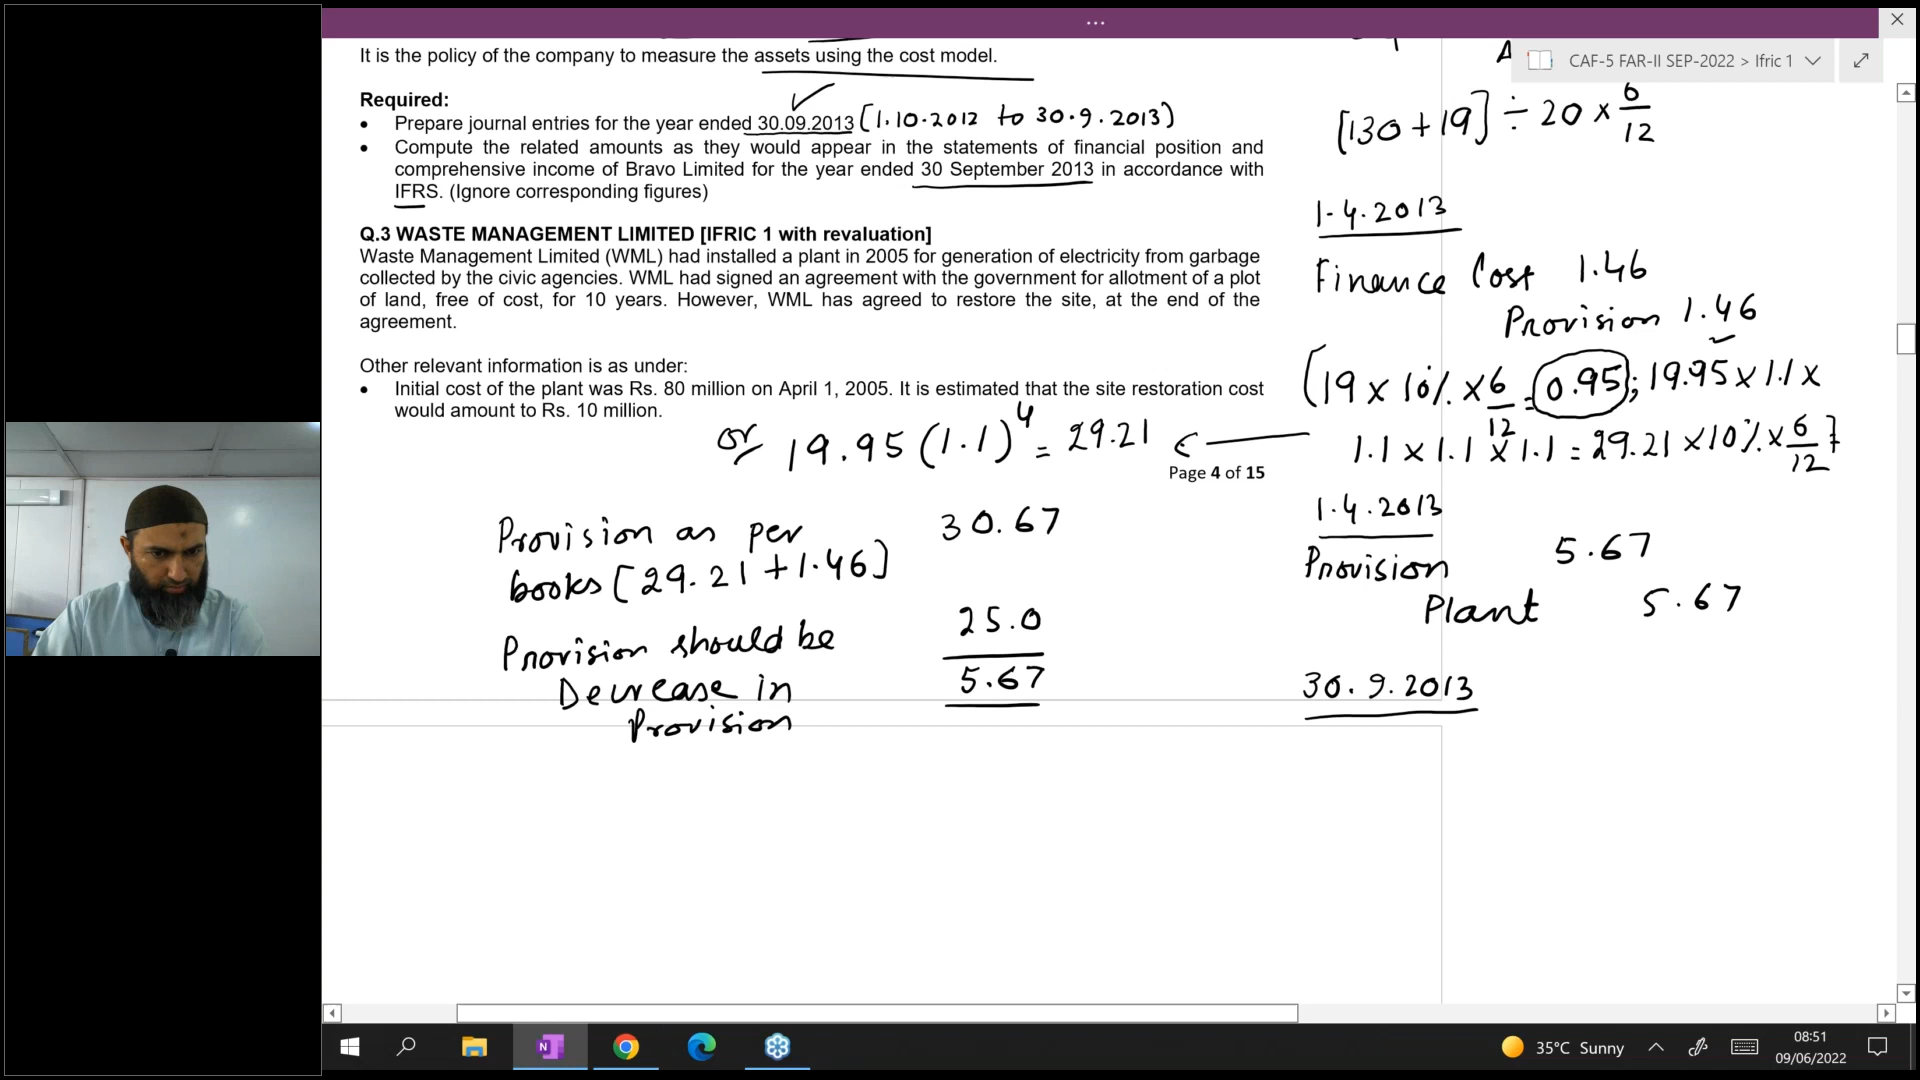 ...
It is the policy of the company to measure the assets using the cost model.
CAF-5 FAR-II SEP-2022 > Ifric 1
Required:
• Prepare journal entries for the year ended 30.09.2013 (1.10.2012 to 30.9.2013)
• Compute the related amounts as they would appear in the statements of financial position and
comprehensive income of Bravo Limited for the year ended 30 September 2013 in accordance with
IFRS. (Ignore corresponding figures)
Q.3 WASTE MANAGEMENT LIMITED [IFRIC 1 with revaluation]
Waste Management Limited (WML) had installed a plant in 2005 for generation of electricity from garbage
collected by the civic agencies. WML had signed an agreement with the government for allotment of a plot
of land, free of cost, for 10 years. However, WML has agreed to restore the site, at the end of the
agreement.
Other relevant information is as under:
• Initial cost of the plant was Rs. 80 million on April 1, 2005. It is estimated that the site restoration cost
would amount to Rs. 10 million.
or 19.95 (1.1)^4 = 29.21
Page 4 of 15
Provision as per 30.67
books [29.21 + 1.46]
Provision should be 25.0
Decrease in 5.67
Provision
[130 + 19] ÷ 20 × 6/12
1.4.2013
Finance Cost 1.46
Provision 1.46
(19 × 10% × 6/12 = 0.95; 19.95 × 1.1 ×
1.1 × 1.1 × 1.1 = 29.21 × 10% × 6/12 }
1.4.2013
Provision 5.67
Plant 5.67
30.9.2013
35°C Sunny
08:51
09/06/2022